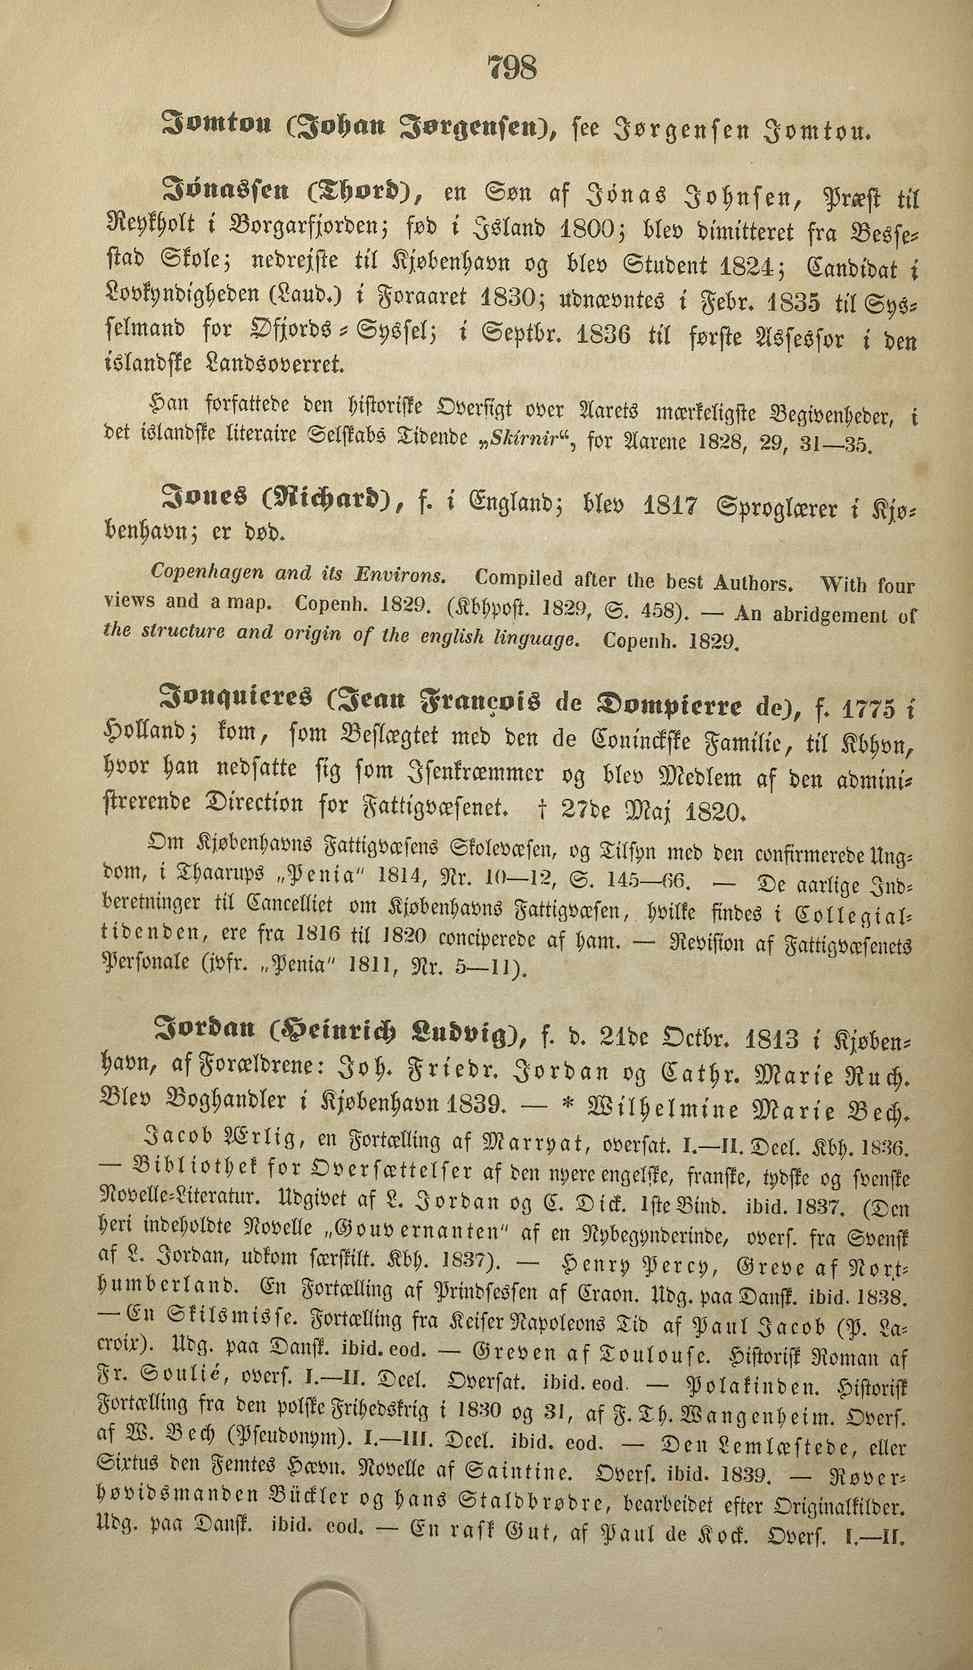 798
Jomtou (Johan Jørgensen), see Jørgensen Jomtou.
Jónassen (Thord), en Søn af Jónas Johnsen, Præst til
Reykholt i Borgarfjorden; fød i Island 1800; blev dimitteret fra Besse-
stad Skole; nedrejste til Kjøbenhavn og blev Student 1824; Candidat i
Lovkyndigheden (Laud.) i Foraaret 1830; udnævntes i Febr. 1835 til Sys-
selmand for Øfjords-Syssel; i Septbr. 1836 til første Assessor i den
islandske Landsoverret.
Han forfattede den historiske Oversigt over Aarets mærkeligste Begivenheder, i
det islandske literaire Selskabs Tidende „Skirnir“, for Aarene 1828, 29, 31—35.
Jones (Richard), f. i England; blev 1817 Sproglærer i Kjø-
benhavn; er død.
Copenhagen and its Environs. Compiled after the best Authors. With four
views and a map. Copenh. 1829. (Kbhpost. 1829, S. 458). — An abridgement of
the structure and origin of the english linguage. Copenh. 1829.
Jonquieres (Jean François de Dompierre de), f. 1775 i
Holland; kom, som Beslægtet med den de Coninckske Familie, til Kbhvn,
hvor han nedsatte sig som Isenkræmmer og blev Medlem af den admini-
strerende Direction for Fattigvæsenet. † 27de Maj 1820.
Om Kjøbenhavns Fattigvæsens Skolevæsen, og Tilsyn med den confirmerede Ung-
dom, i Thaarups „Penia“ 1814, Nr. 10—12, S. 145—66. — De aarlige Ind-
beretninger til Cancelliet om Kjøbenhavns Fattigvæsen, hvilke findes i Collegial-
tidenden, ere fra 1816 til 1820 conciperede af ham. — Revision af Fattigvæsenets
Personale (jvfr. „Penia“ 1811, Nr. 5—11).
Jordan (Heinrich Ludvig), f. d. 21de Octbr. 1813 i Kjøben-
havn, af Forældrene: Joh. Friedr. Jordan og Cathr. Marie Ruch.
Blev Boghandler i Kjøbenhavn 1839. — * Wilhelmine Marie Bech.
Jacob Ærlig, en Fortælling af Marryat, oversat. I.—II. Deel. Kbh. 1836.
— Bibliothek for Oversættelser af den nyere engelske, franske, tydske og svenske
Novelle-Literatur. Udgivet af L. Jordan og C. Dick. 1ste Bind. ibid. 1837. (Den
heri indeholdte Novelle „Gouvernanten“ af en Nybegynderinde, overs. fra Svensk
af L. Jordan, udkom særskilt. Kbh. 1837). — Henry Percy, Greve af Nort-
humberland. En Fortælling af Prindsessen af Craon. Udg. paa Dansk. ibid. 1838.
— En Skilsmisse. Fortælling fra Keiser Napoleons Tid af Paul Jacob (P. La-
croix). Udg. paa Dansk. ibid. eod. — Greven af Toulouse. Historisk Roman af
Fr. Soulié, overs. I.—II. Deel. Oversat. ibid. eod. — Polakinden. Historisk
Fortælling fra den polske Frihedskrig i 1830 og 31, af F. Th. Wangenheim. Overs.
af W. Bech (Pseudonym). I.—III. Deel. ibid. eod. — Den Lemlæstede, eller
Sixtus den Femtes Hævn. Novelle af Saintine. Overs. ibid. 1839. — Røver-
høvidsmanden Bückler og hans Staldbrødre, bearbeidet efter Originalkilder.
Udg. paa Dansk. ibid. eod. — En rask Gut, af Paul de Kock. Overs. I.—II.